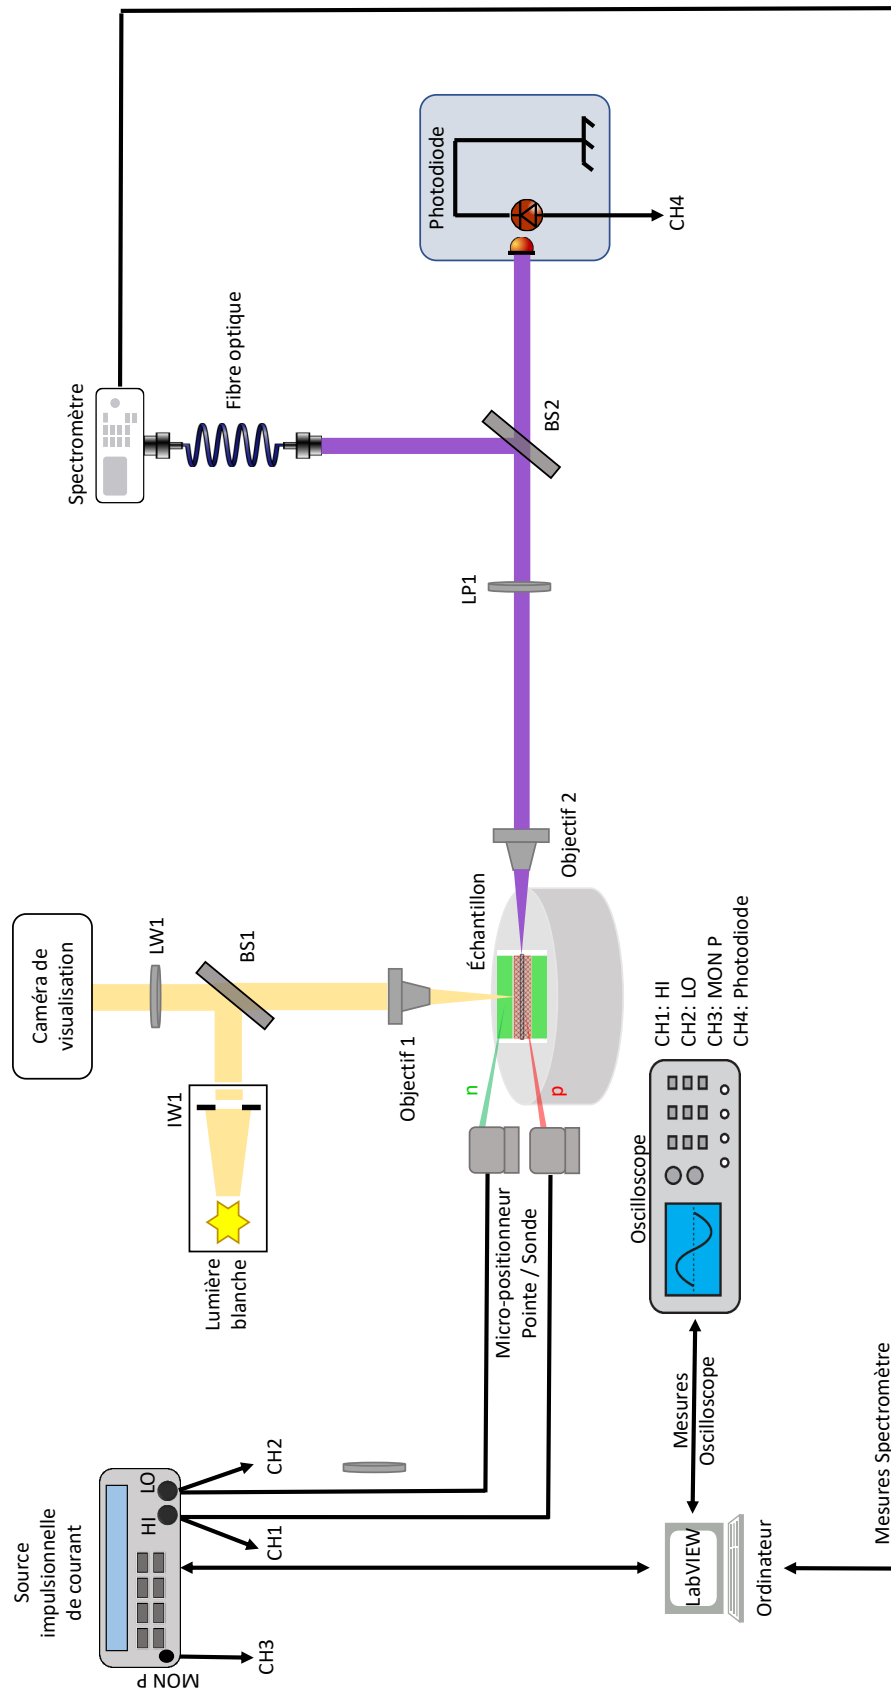 Source
impulsionnelle
de courant
MON P
HI
LO
CH3
CH1
CH2
Lumière
blanche
IW1
Caméra de
visualisation
LW1
BS1
Objectif 1
Micro-positionneur
Pointe / Sonde
n
p
Échantillon
Objectif 2
LP1
BS2
Spectromètre
Fibre optique
Photodiode
CH4
LabVIEW
Ordinateur
Mesures
Oscilloscope
Oscilloscope
CH1: HI
CH2: LO
CH3: MON P
CH4: Photodiode
Mesures Spectromètre